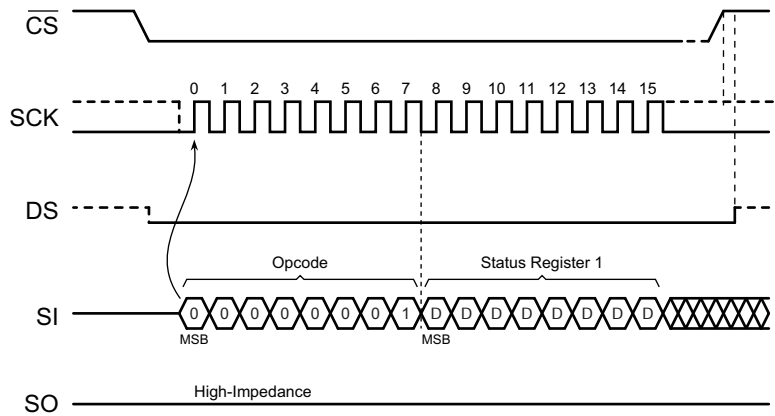 CS
0 1 2 3 4 5 6 7 8 9 10 11 12 13 14 15
SCK
DS
Opcode
Status Register 1
SI
0 0 0 0 0 0 0 1 D D D D D D D D
MSB
MSB
High-Impedance
SO